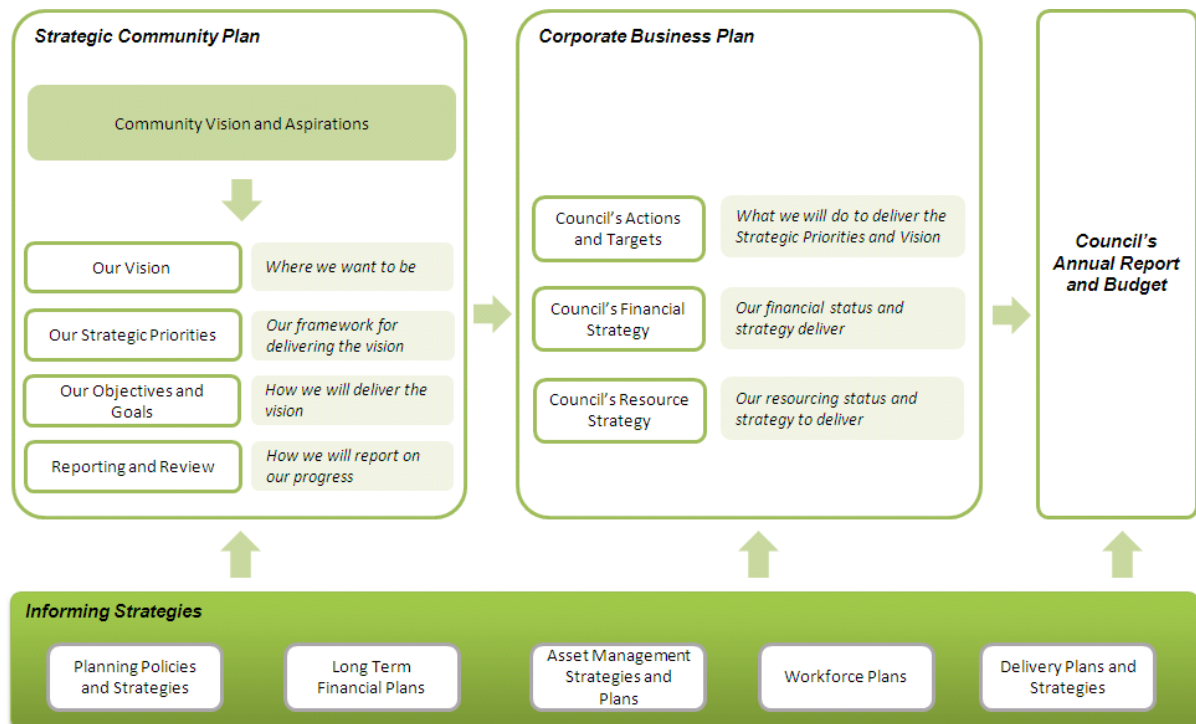 Strategic Community Plan
Community Vision and Aspirations
Our Vision
Where we want to be
Our Strategic Priorities
Our framework for
delivering the vision
Our Objectives and
Goals
How we will deliver the
vision
Reporting and Review
How we will report on
our progress
Corporate Business Plan
Council's Actions
and Targets
What we will do to deliver the
Strategic Priorities and Vision
Council's Financial
Strategy
Our financial status and
strategy deliver
Council's Resource
Strategy
Our resourcing status and
strategy to deliver
Council's
Annual Report
and Budget
Informing Strategies
Planning Policies
and Strategies
Long Term
Financial Plans
Asset Management
Strategies and
Plans
Workforce Plans
Delivery Plans and
Strategies